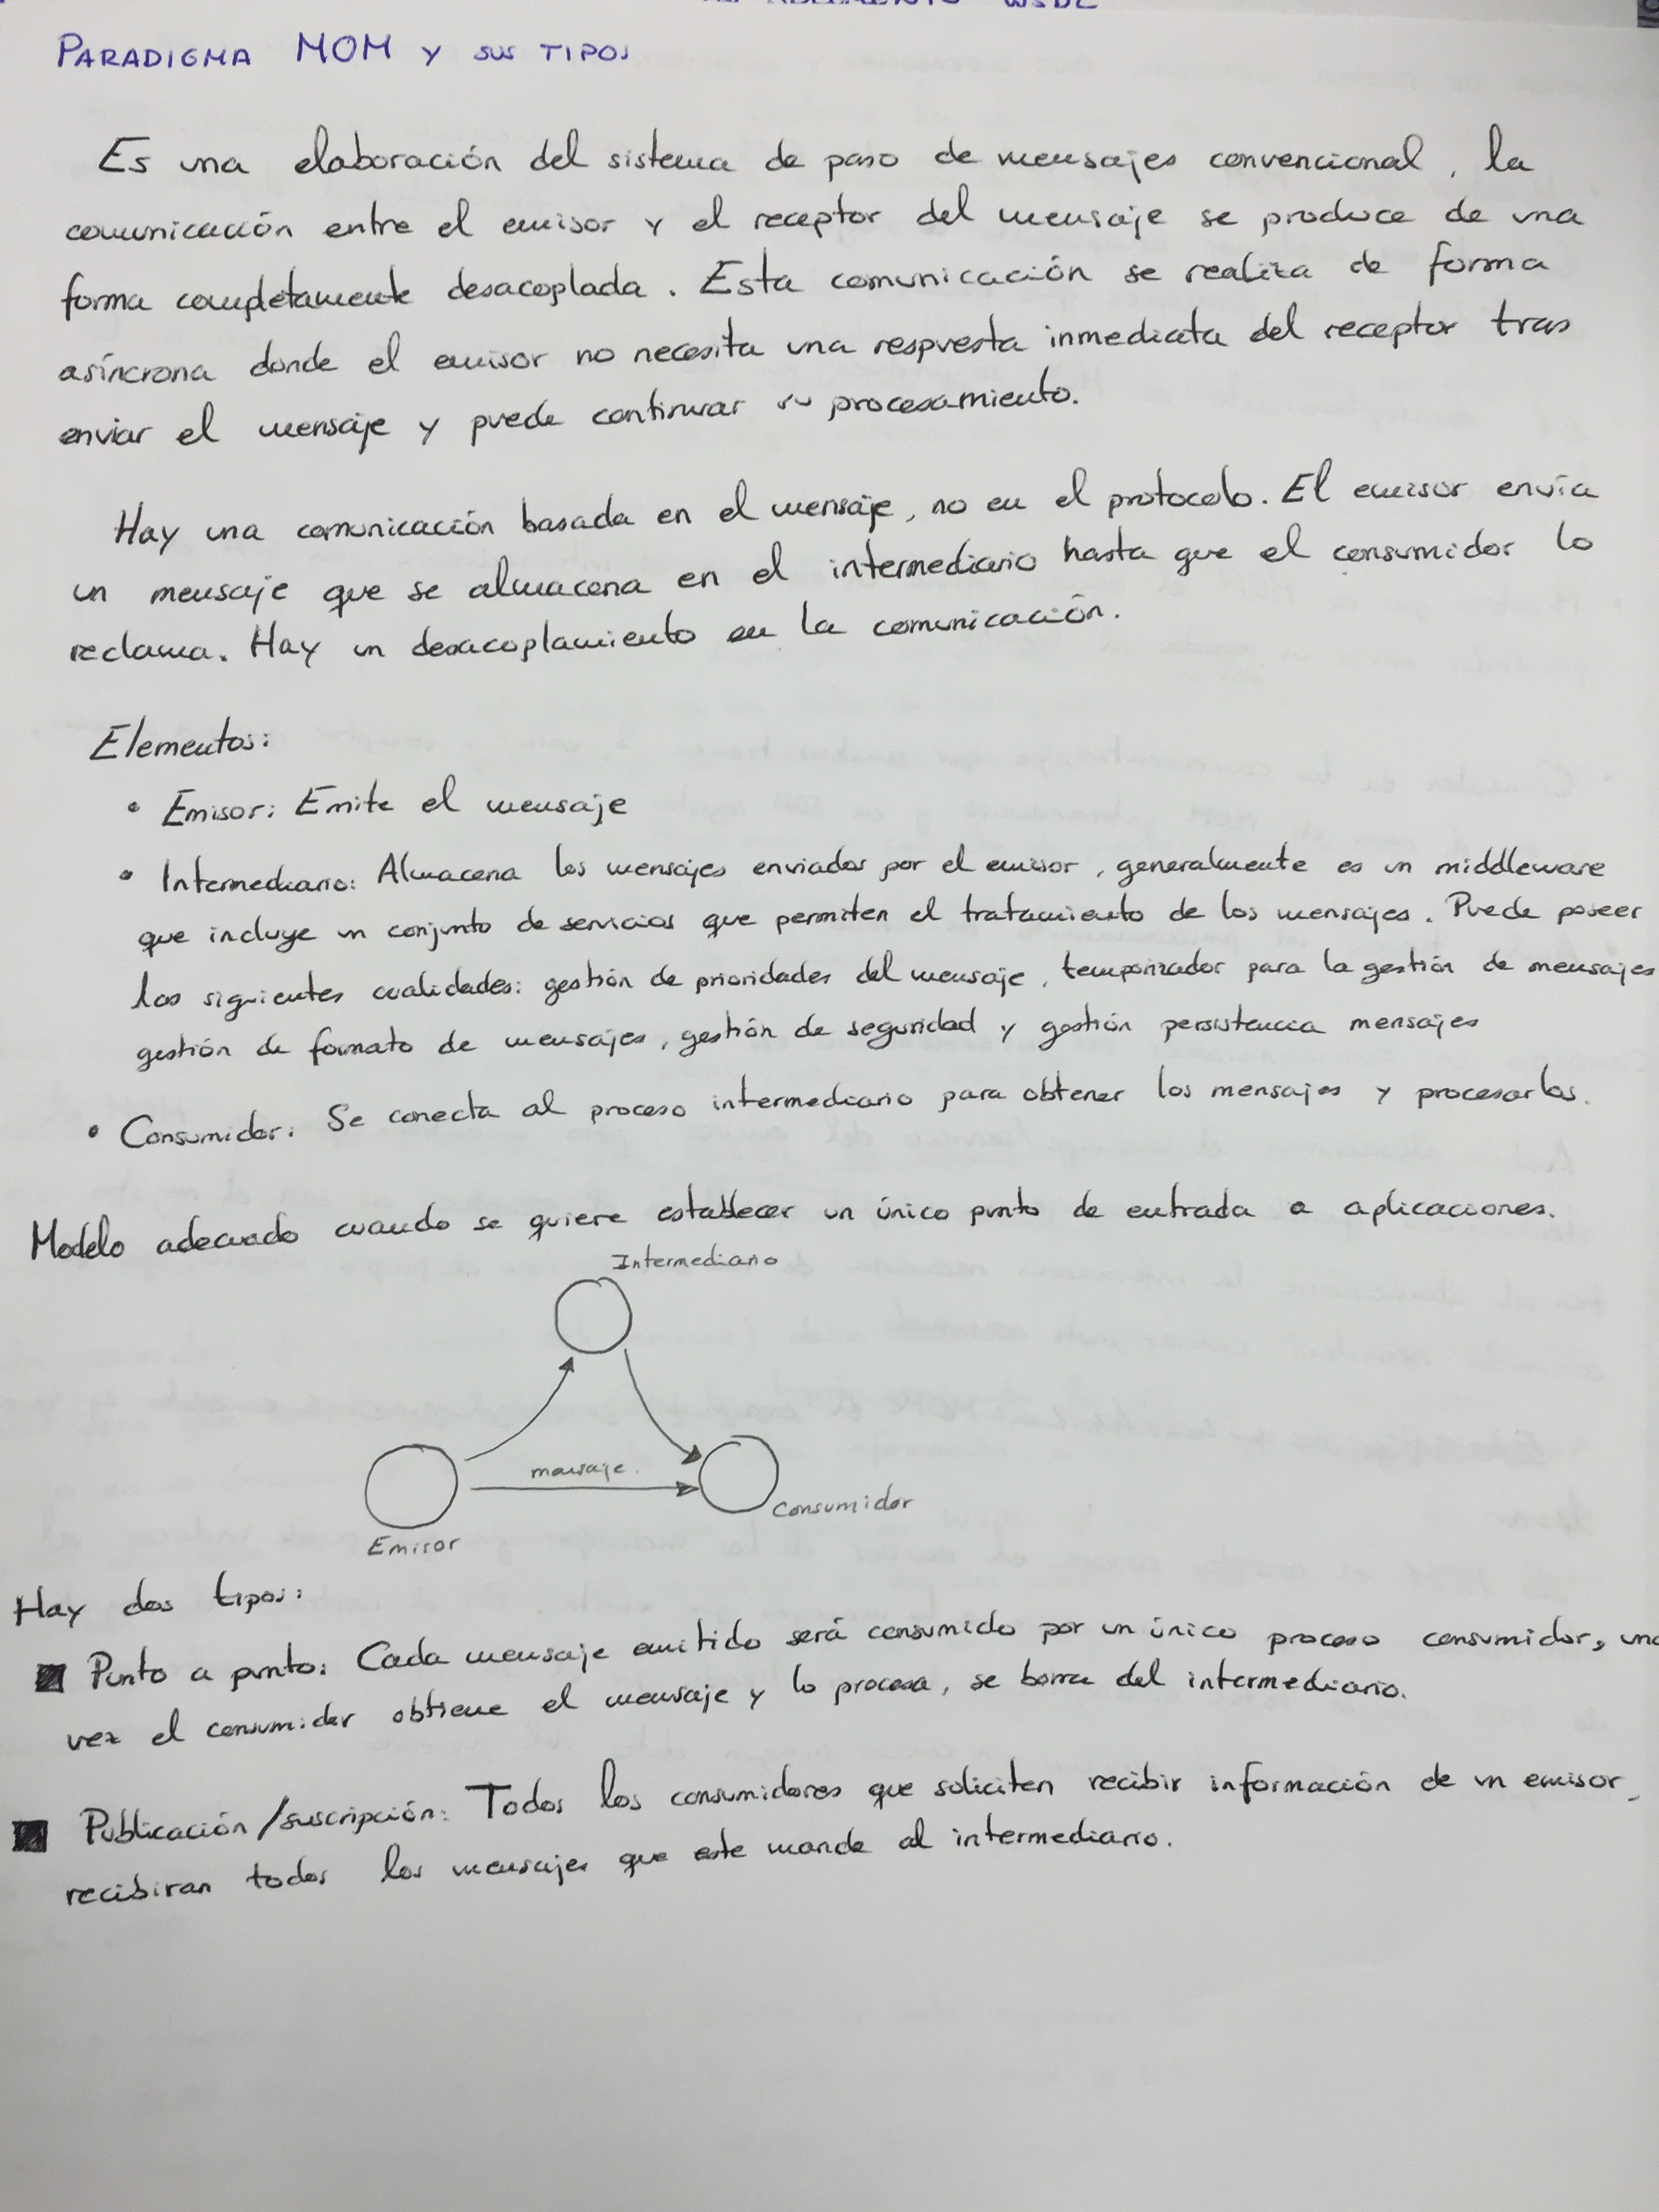 WSDL
PARADIGMA MOM Y SUS TIPOS
Es una elaboración del sistema de paso de mensajes convencional, la
comunicación entre el emisor y el receptor del mensaje se produce de una
forma completamente desacoplada. Esta comunicación se realiza de forma
asíncrona donde el emisor no necesita una respuesta inmediata del receptor tras
enviar el mensaje y puede continuar su procesamiento.
Hay una comunicación basada en el mensaje, no en el protocolo. El emisor envía
un mensaje que se almacena en el intermediario hasta que el consumidor lo
reclama. Hay un desacoplamiento en la comunicación.
Elementos:
• Emisor: Emite el mensaje
• Intermediario: Almacena los mensajes enviados por el emisor, generalmente es un middleware
que incluye un conjunto de servicios que permiten el tratamiento de los mensajes. Puede poseer
las siguientes cualidades: gestión de prioridades del mensaje, temporizador para la gestión de mensajes
gestión de formato de mensajes, gestión de seguridad y gestión persistencia mensajes
• Consumidor: Se conecta al proceso intermediario para obtener los mensajes y procesarlos.
Modelo adecuado cuando se quiere establecer un único punto de entrada a aplicaciones.
Intermediario
mensaje.
Consumidor
Emisor
Hay dos tipos:
Punto a punto: Cada mensaje emitido será consumido por un único proceso consumidor, una
vez el consumidor obtiene el mensaje y lo procesa, se borra del intermediario.
Publicación/suscripción: Todos los consumidores que soliciten recibir información de un emisor,
recibiran todos los mensajes que este mande al intermediario.